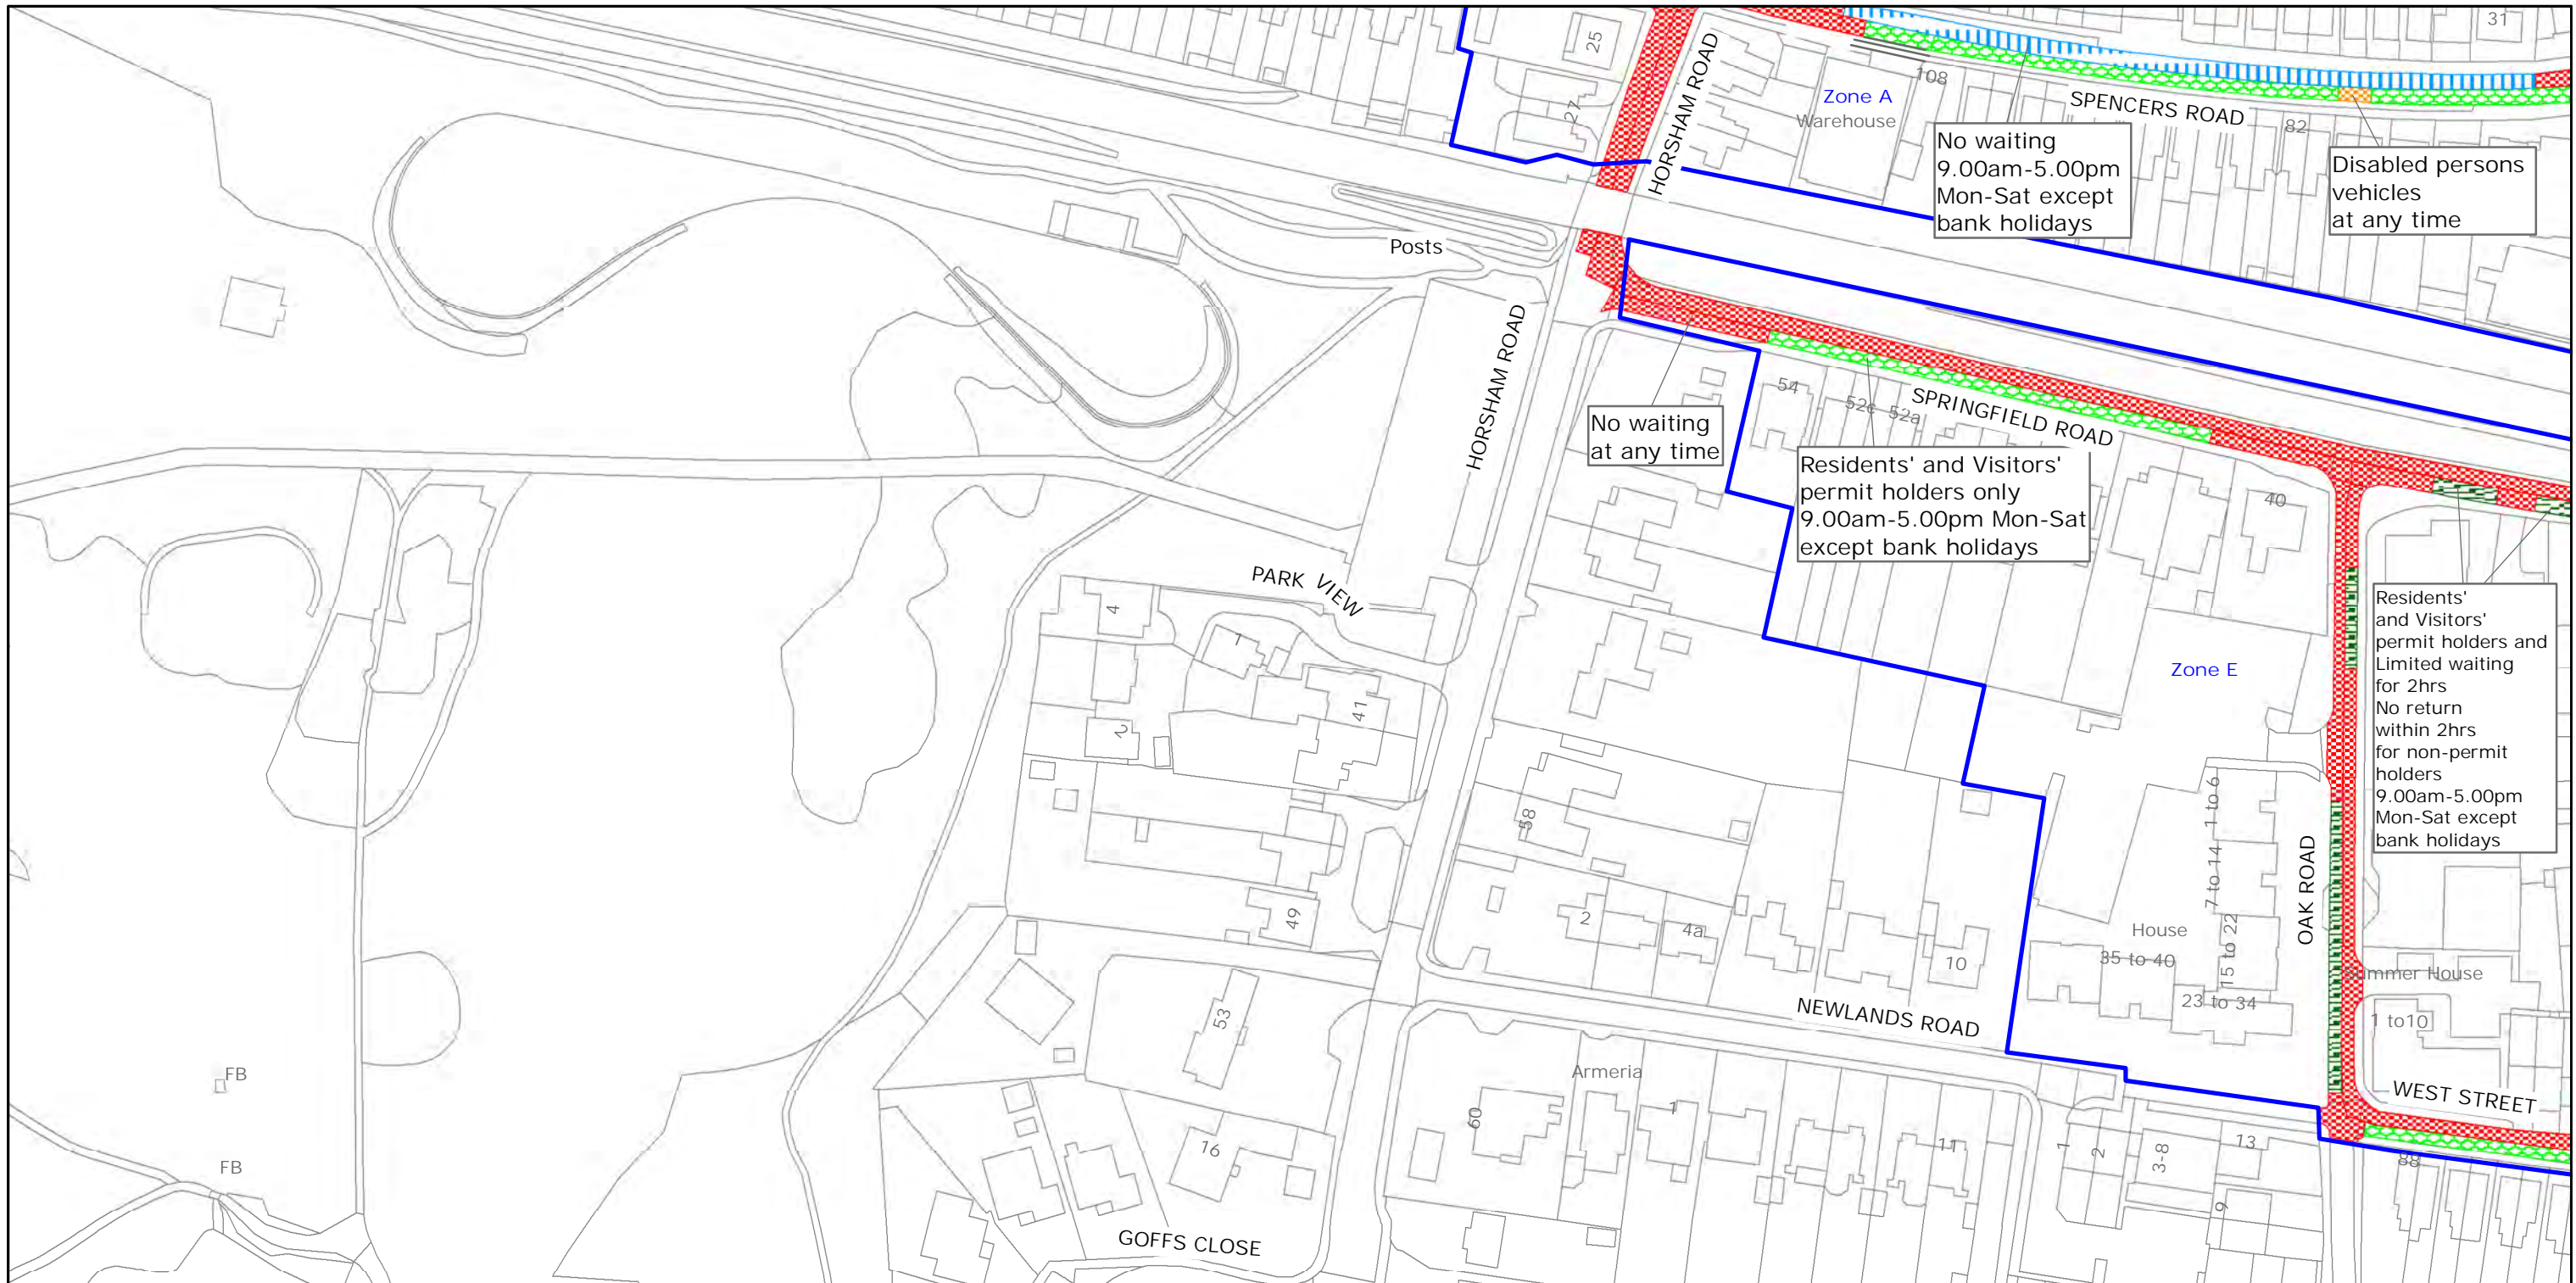 31
25
27
HORSHAM ROAD
Zone A
Warehouse
108
SPENCERS ROAD
82
No waiting
9.00am-5.00pm
Mon-Sat except
bank holidays
Disabled persons
vehicles
at any time
Posts
HORSHAM ROAD
No waiting
at any time
54
52c
52a
SPRINGFIELD ROAD
Residents' and Visitors'
permit holders only
9.00am-5.00pm Mon-Sat
except bank holidays
40
PARK VIEW
4
1
2
41
Zone E
Residents'
and Visitors'
permit holders and
Limited waiting
for 2hrs
No return
within 2hrs
for non-permit
holders
9.00am-5.00pm
Mon-Sat except
bank holidays
58
1 to 6
7 to 14
OAK ROAD
49
2
4a
10
House
35 to 40
15 to 22
23 to 34
Summer House
1 to10
53
NEWLANDS ROAD
FB
Armeria
60
1
11
WEST STREET
16
1
2
3-8
13
9
88
FB
GOFFS CLOSE